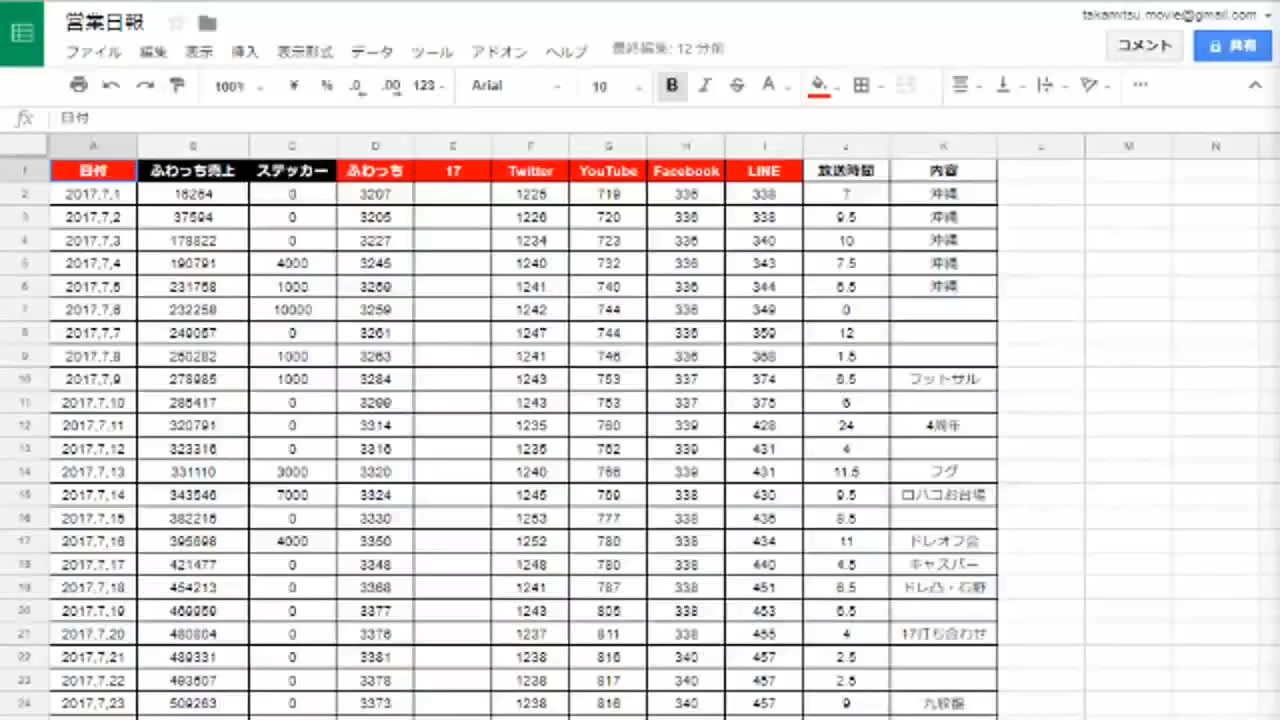 営業日報
takamitsu.movie@gmail.com
ファイル 編集 表示 挿入 表示形式 データ ツール アドオン ヘルプ 最終編集: 12 分前
コメント 共有
100% ¥ % .0 .00 123 Arial 10 B I S A
fx 日付
A B C D E F G H I J K L M N
1 日付 ふわっち売上 ステッカー ふわっち 17 Twitter YouTube Facebook LINE 放送時間 内容
2 2017.7.1 16264 0 3207 1225 719 336 338 7 沖縄
3 2017.7.2 37594 0 3205 1226 720 336 338 9.5 沖縄
4 2017.7.3 178822 0 3227 1234 723 336 340 10 沖縄
5 2017.7.4 190791 4000 3245 1240 732 336 343 7.5 沖縄
6 2017.7.5 231768 1000 1241 740 336 344 沖縄
7 2017.7.6 232258 10000 3259 1242 744 336 349 0
8 2017.7.7 249067 0 3261 1247 744 336 359 12
9 2017.7.8 260282 1000 3263 1241 746 336 368 1.5
10 2017.7.9 278985 1000 3284 1243 753 337 374 フットサル
11 2017.7.10 286417 0 3299 1243 753 337 375 6
12 2017.7.11 320791 0 3314 1235 760 339 428 24 4周年
13 2017.7.12 323316 0 3316 1235 762 339 431 4
14 2017.7.13 331110 3000 3320 1240 766 339 431 11.5 フグ
15 2017.7.14 343546 7000 3324 1245 769 338 430 9.5 ロハコお台場
16 2017.7.15 382216 0 3330 1253 777 338 436
17 2017.7.16 395698 4000 3350 1252 780 338 434 11 ドレオフ会
18 2017.7.17 421477 0 3348 1248 780 338 440 4.5 キャスバー
19 2017.7.18 454213 0 3368 1241 787 338 451 ドレ凸・石野
20 2017.7.19 0 3377 1243 806 338 453
21 2017.7.20 480804 0 3376 1237 811 338 455 4 17打ち合わせ
22 2017.7.21 489331 0 3381 1238 816 340 457 2.5
23 2017.7.22 493607 0 3378 1238 817 340 457 2.5
24 2017.7.23 509263 0 3373 1238 816 340 457 9